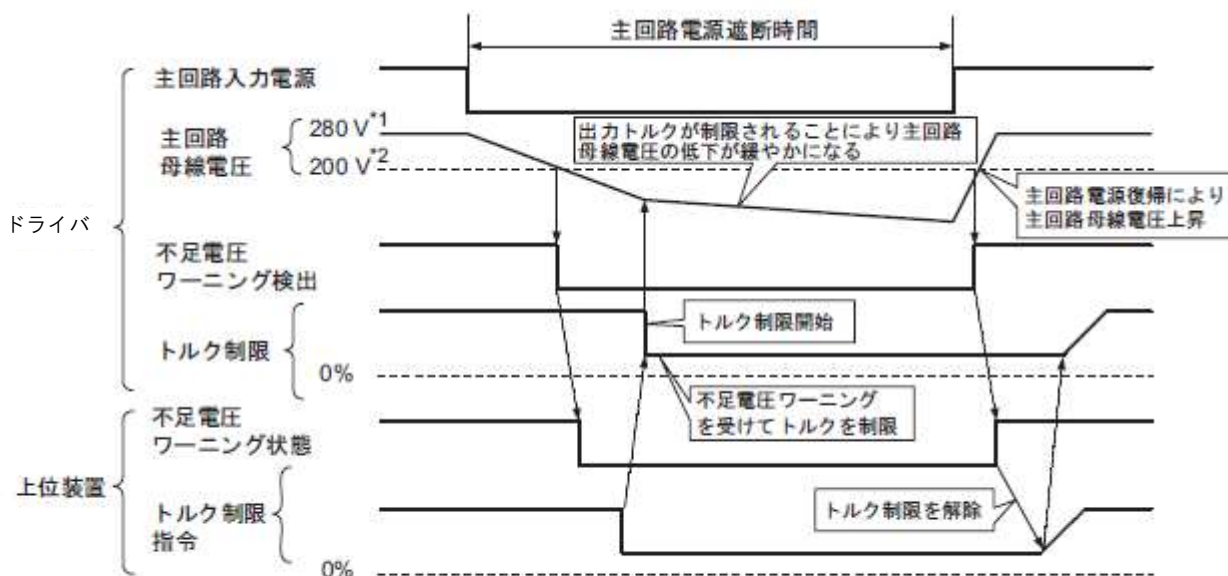 主回路電源遮断時間
主回路入力電源
主回路
母線電圧
280 V*1
200 V*2
出力トルクが制限されることにより主回路
母線電圧の低下が緩やかになる
主回路電源復帰により
主回路母線電圧上昇
ドライバ
不足電圧
ワーニング検出
トルク制限開始
トルク制限
0%
不足電圧ワーニング
を受けてトルクを制限
不足電圧
ワーニング状態
上位装置
トルク制限
指令
トルク制限を解除
0%